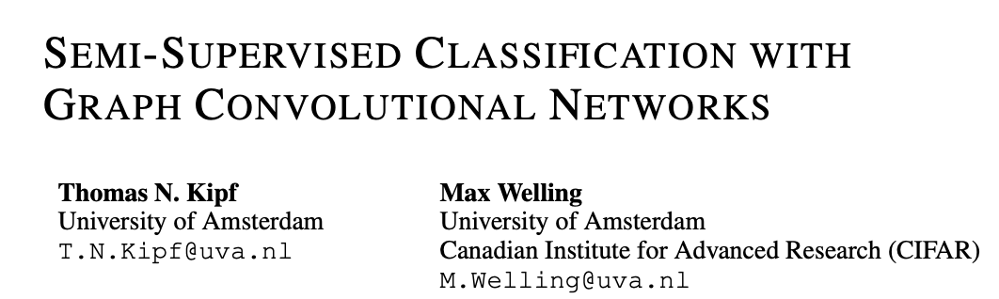 SEMI-SUPERVISED CLASSIFICATION WITH
GRAPH CONVOLUTIONAL NETWORKS
Thomas N. Kipf
University of Amsterdam
T.N.Kipf@uva.nl
Max Welling
University of Amsterdam
Canadian Institute for Advanced Research (CIFAR)
M.Welling@uva.nl